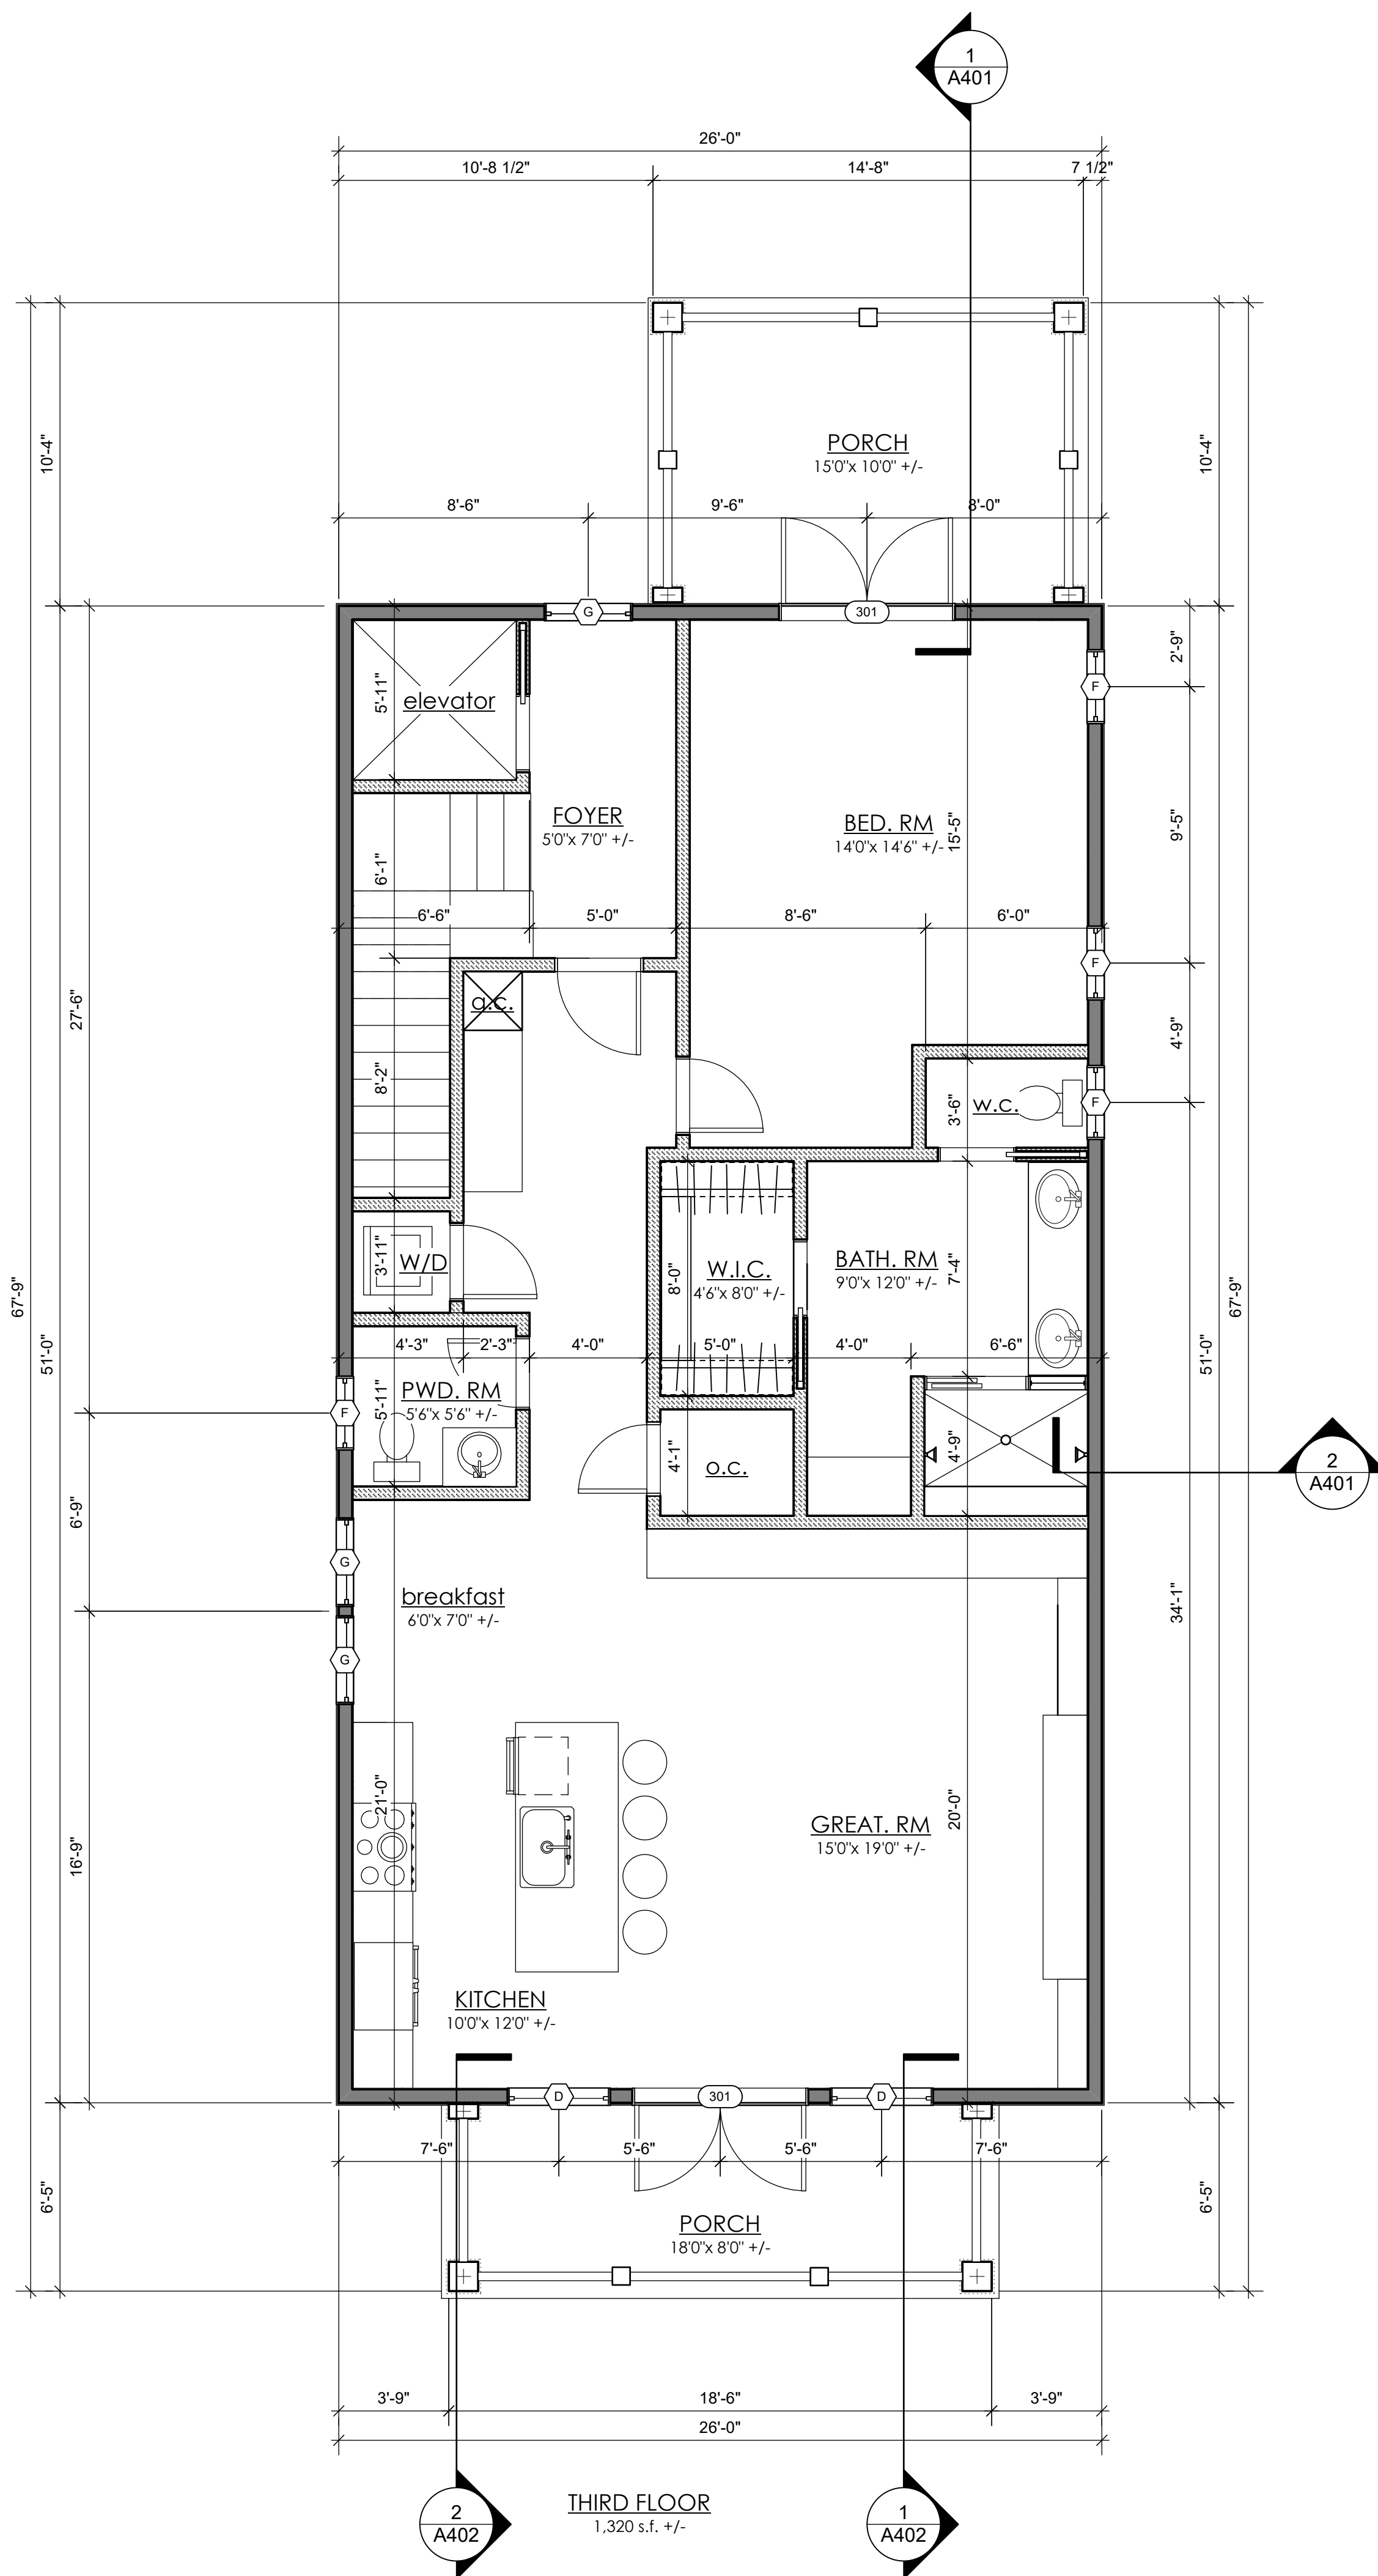 1
A401
26'-0"
10'-8 1/2"
14'-8"
7 1/2"
10'-4"
PORCH
15'0"x 10'0" +/-
10'-4"
8'-6"
9'-6"
8'-0"
G
301
2'-9"
F
5'-11"
elevator
FOYER
5'0"x 7'0" +/-
BED. RM
14'0"x 14'6" +/-
15'-5"
9'-5"
6'-1"
6'-6"
5'-0"
8'-6"
6'-0"
F
27'-6"
a.c.
4'-9"
8'-2"
w.c.
3'-6"
F
67'-9"
51'-0"
3'-11"
W/D
8'-0"
W.I.C.
4'6"x 8'0" +/-
BATH. RM
9'0"x 12'0" +/-
7'-4"
67'-9"
51'-0"
4'-3"
2'-3"
4'-0"
5'-0"
4'-0"
6'-6"
F
5'-11"
PWD. RM
5'6"x 5'6" +/-
4'-1"
o.c.
4'-9"
2
A401
6'-9"
G
breakfast
6'0"x 7'0" +/-
34'-1"
G
21'-0"
16'-9"
GREAT. RM
15'0"x 19'0" +/-
20'-0"
KITCHEN
10'0"x 12'0" +/-
D
301
D
7'-6"
5'-6"
5'-6"
7'-6"
6'-5"
PORCH
18'0"x 8'0" +/-
6'-5"
3'-9"
18'-6"
3'-9"
26'-0"
2
A402
THIRD FLOOR
1,320 s.f. +/-
1
A402